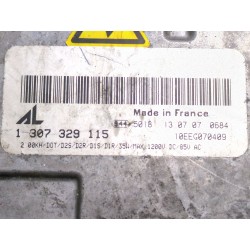 Made in France
5018 13 07 07 0684
AL
1 307 329 115
10EEG070409
2 00KH/DOT/D2S/D2R/D1S/D1R/35W/MAX/1200V DC/85V AC